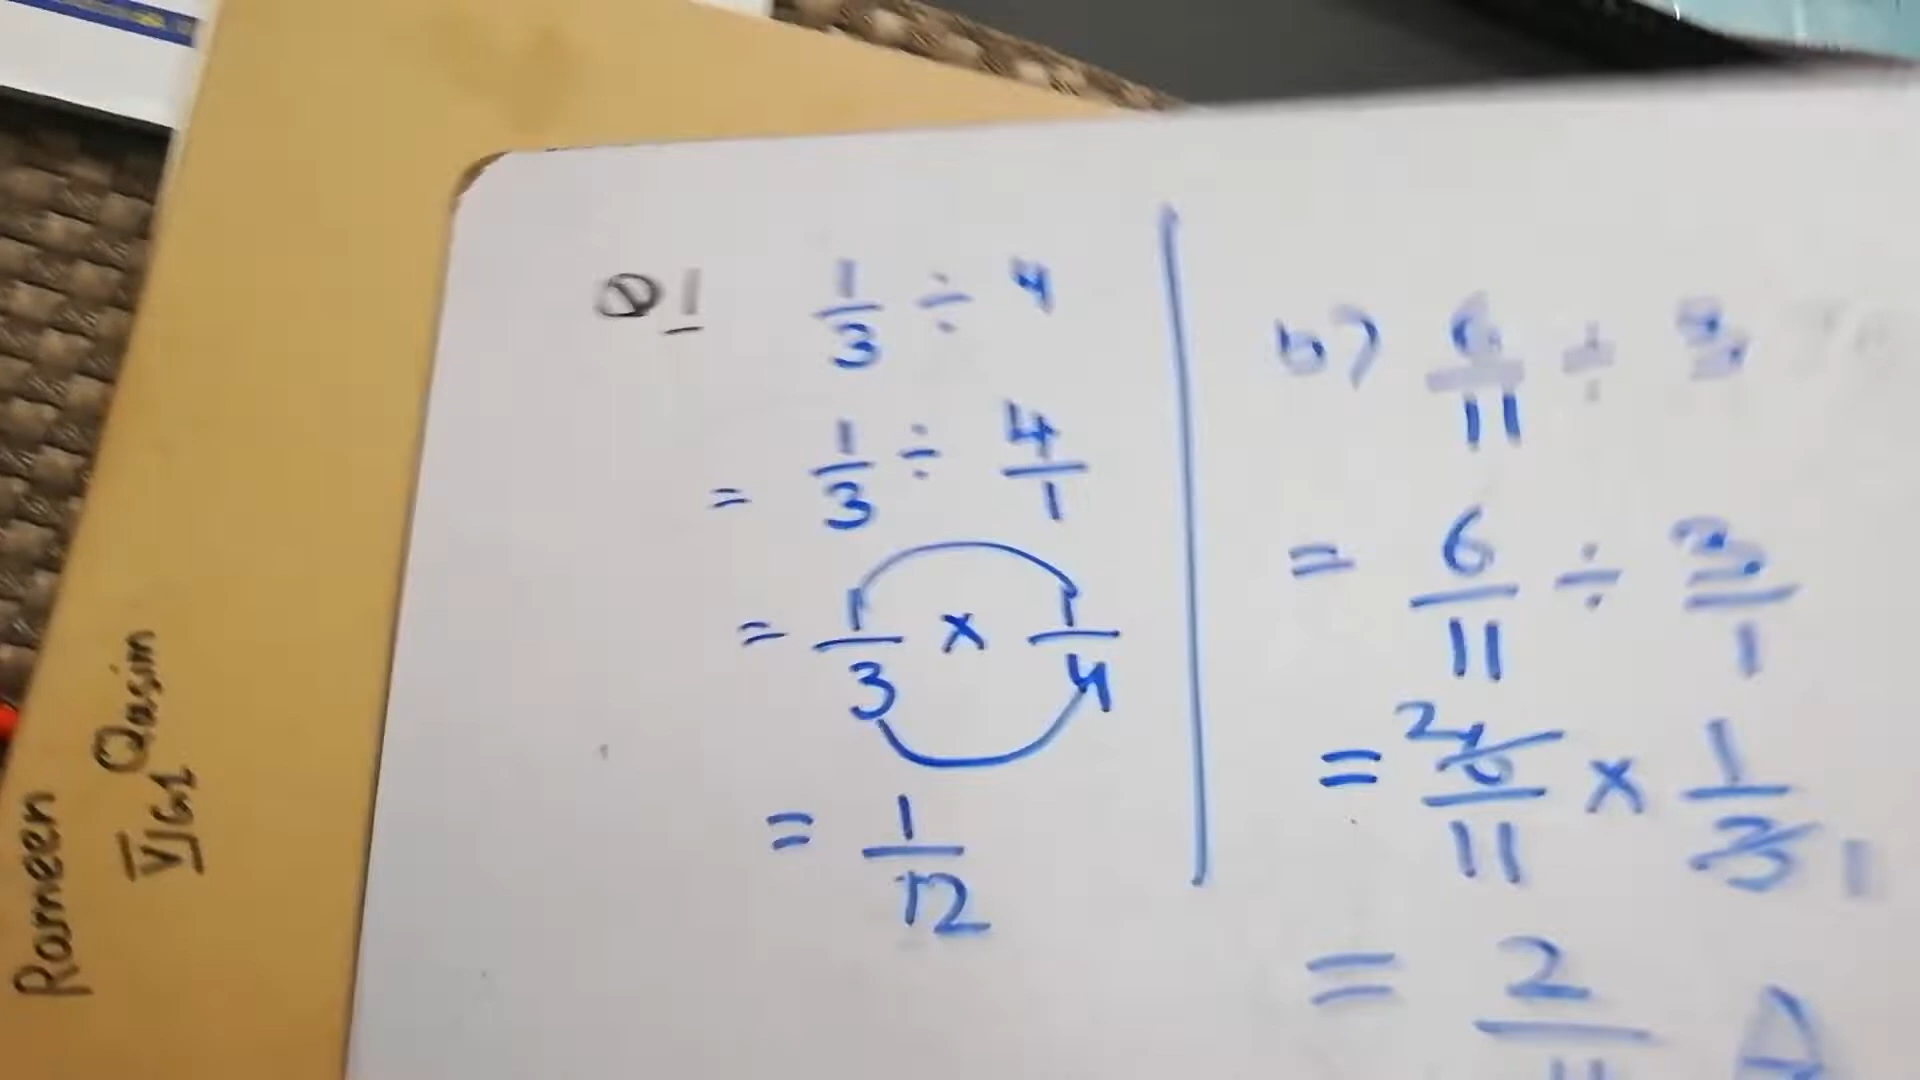 Q1 1/3 ÷ 4
= 1/3 ÷ 4/1
= 1/3 × 1/4
= 1/12
b) 6/11 ÷ 3
= 6/11 ÷ 3/1
= 2 6/11 × 1/3 1
= 2/11
Rameen
Qasim
VI G1